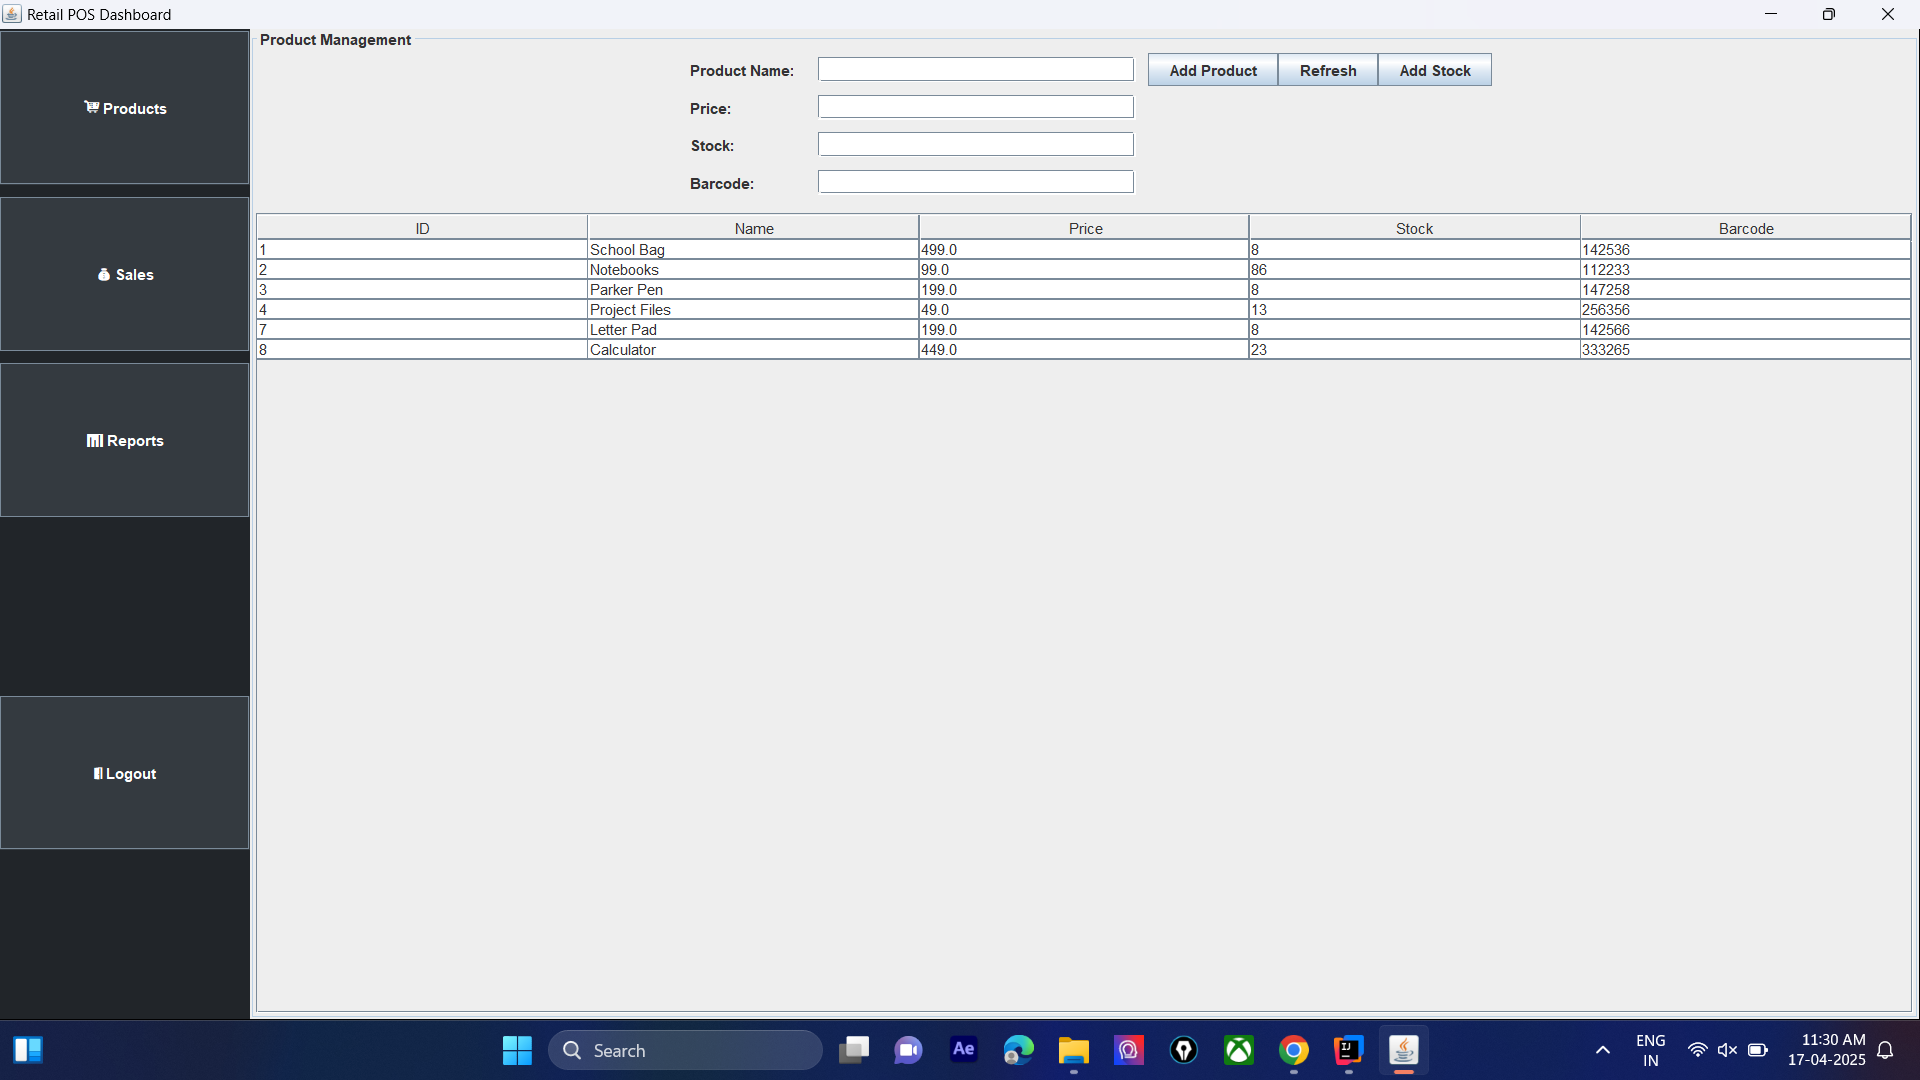 Retail POS Dashboard
Products
Sales
Reports
Logout
Product Management
Product Name:
Add Product Refresh Add Stock
Price:
Stock:
Barcode:
ID Name Price Stock Barcode
1 School Bag 499.0 8 142536
2 Notebooks 99.0 86 112233
3 Parker Pen 199.0 8 147258
4 Project Files 49.0 13 256356
7 Letter Pad 199.0 8 142566
8 Calculator 449.0 23 333265
Search
Ae
IJ
ENG
IN
11:30 AM
17-04-2025